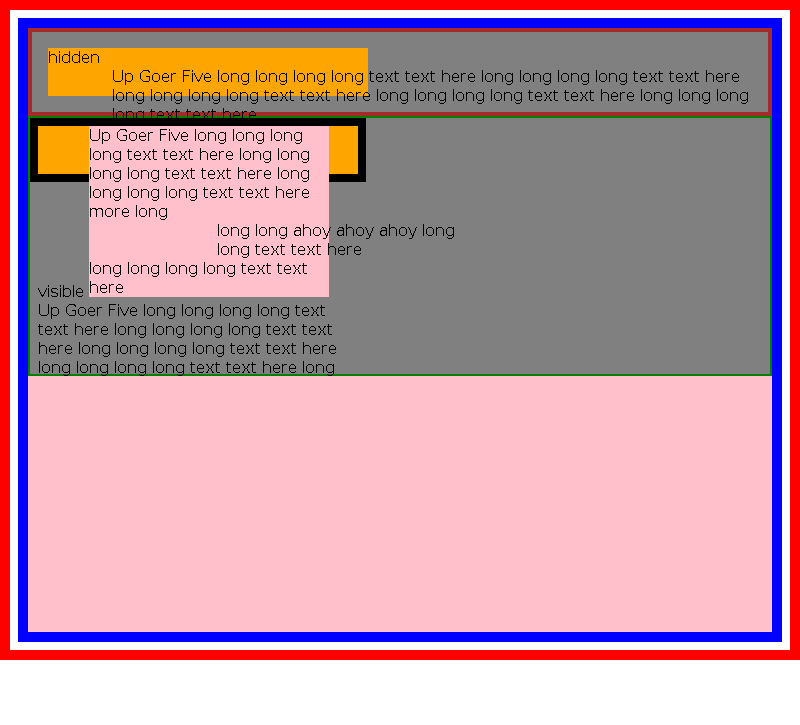 hidden
Up Goer Five long long long long text text here long long long long text text here
long long long long text text here long long long long text text here long long long
long text text here
Up Goer Five long long long
long text text here long long
long long text text here long
long long long text text here
more long
long long ahoy ahoy ahoy long
long text text here
long long long long text text
here
visible
Up Goer Five long long long long text
text here long long long long text text
here long long long long text text here
long long long long text text here long